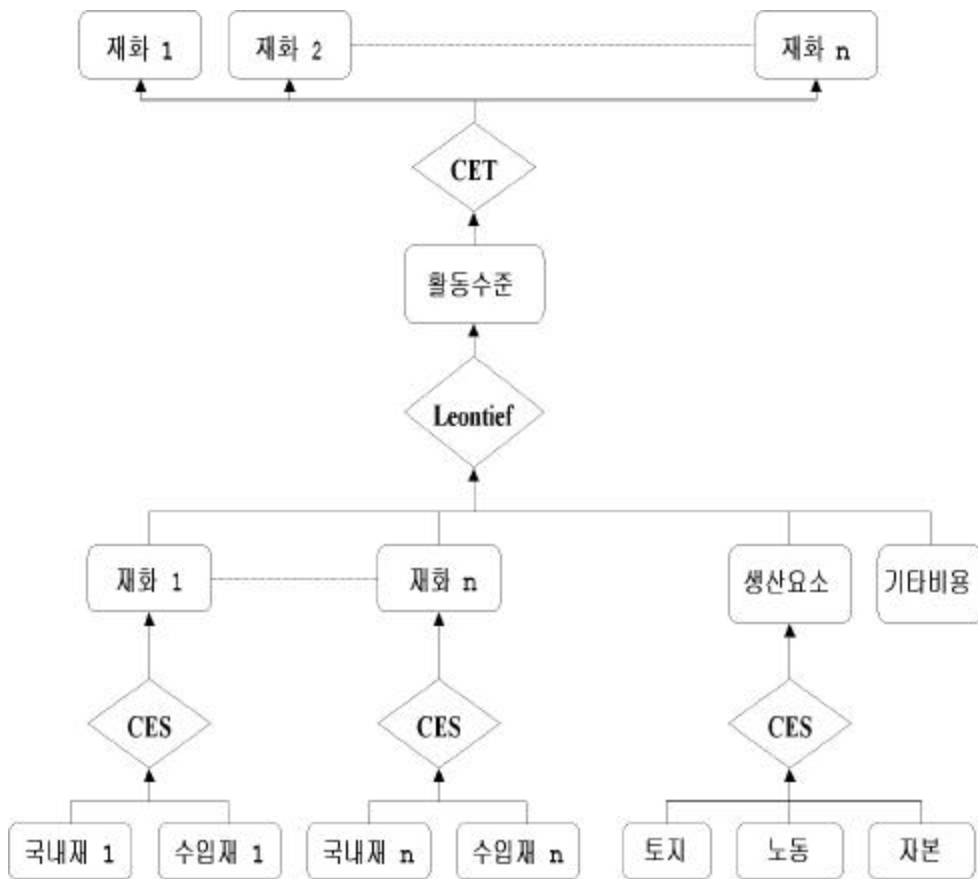 재화 1 재화 2 재화 n
CET
활동수준
Leontief
재화 1 재화 n 생산요소 기타비용
CES CES CES
국내재 1 수입재 1 국내재 n 수입재 n 토지 노동 자본